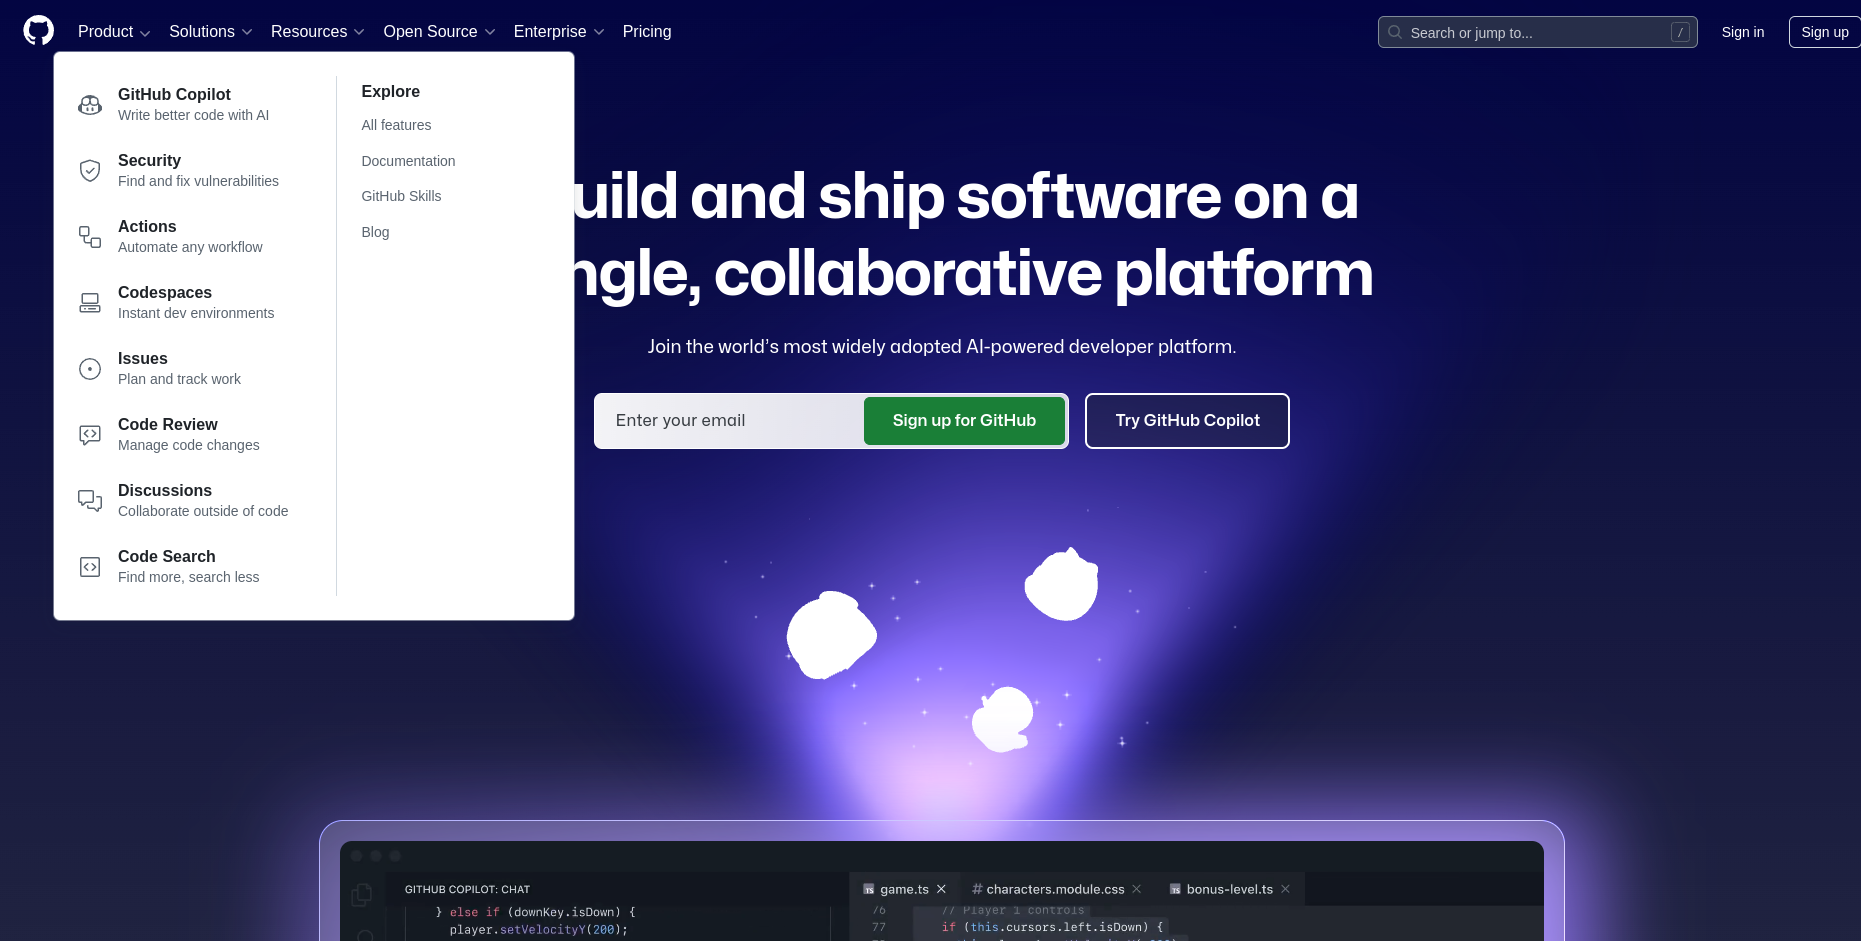 Product
Solutions
Resources
Open Source
Enterprise
Pricing
Search or jump to...
/
Sign in
Sign up
GitHub Copilot
Write better code with AI
Security
Find and fix vulnerabilities
Actions
Automate any workflow
Codespaces
Instant dev environments
Issues
Plan and track work
Code Review
Manage code changes
Discussions
Collaborate outside of code
Code Search
Find more, search less
Explore
All features
Documentation
GitHub Skills
Blog
uild and ship software on a
ngle, collaborative platform
Join the world’s most widely adopted AI-powered developer platform.
Enter your email
Sign up for GitHub
Try GitHub Copilot
GITHUB COPILOT: CHAT
} else if (downKey.isDown) {
player.setVelocityY(200);
TS game.ts
# characters.module.css
TS bonus-level.ts
76 // Player 1 controls
77 if (this.cursors.left.isDown) {